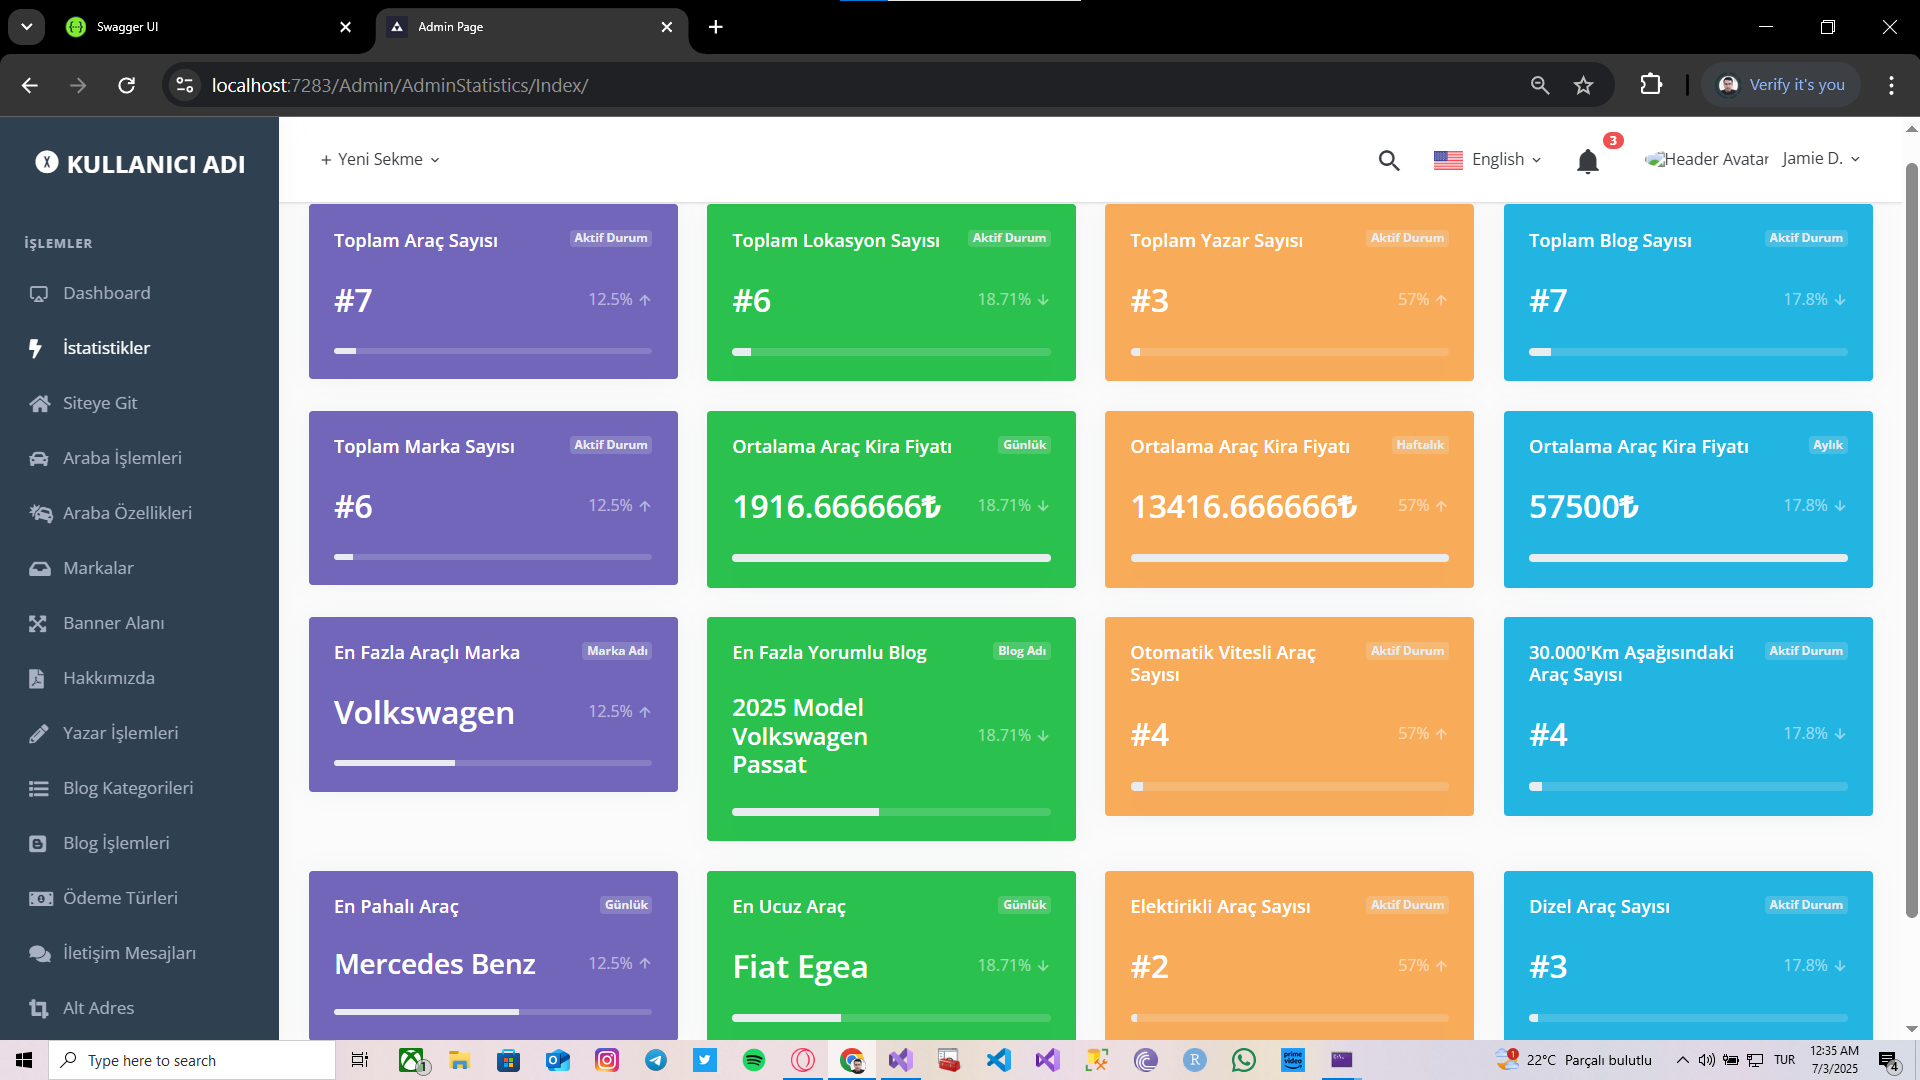 Swagger UI
Admin Page
localhost:7283/Admin/AdminStatistics/Index/
Verify it's you
KULLANICI ADI
+ Yeni Sekme
English
3
Header Avatar
Jamie D.
İŞLEMLER
Dashboard
İstatistikler
Siteye Git
Araba İşlemleri
Araba Özellikleri
Markalar
Banner Alanı
Hakkımızda
Yazar İşlemleri
Blog Kategorileri
Blog İşlemleri
Ödeme Türleri
İletişim Mesajları
Alt Adres
Toplam Araç Sayısı
Aktif Durum
#7
12.5%
Toplam Lokasyon Sayısı
Aktif Durum
#6
18.71%
Toplam Yazar Sayısı
Aktif Durum
#3
57%
Toplam Blog Sayısı
Aktif Durum
#7
17.8%
Toplam Marka Sayısı
Aktif Durum
#6
12.5%
Ortalama Araç Kira Fiyatı
Günlük
1916.666666₺
18.71%
Ortalama Araç Kira Fiyatı
Haftalık
13416.666666₺
57%
Ortalama Araç Kira Fiyatı
Aylık
57500₺
17.8%
En Fazla Araçlı Marka
Marka Adı
Volkswagen
12.5%
En Fazla Yorumlu Blog
Blog Adı
2025 Model
Volkswagen
Passat
18.71%
Otomatik Vitesli Araç
Sayısı
Aktif Durum
#4
57%
30.000'Km Aşağısındaki
Araç Sayısı
Aktif Durum
#4
17.8%
En Pahalı Araç
Günlük
Mercedes Benz
12.5%
En Ucuz Araç
Günlük
Fiat Egea
18.71%
Elektirikli Araç Sayısı
Aktif Durum
#2
57%
Dizel Araç Sayısı
Aktif Durum
#3
17.8%
Type here to search
1
prime video
1
22°C Parçalı bulutlu
TUR
12:35 AM
7/3/2025
4